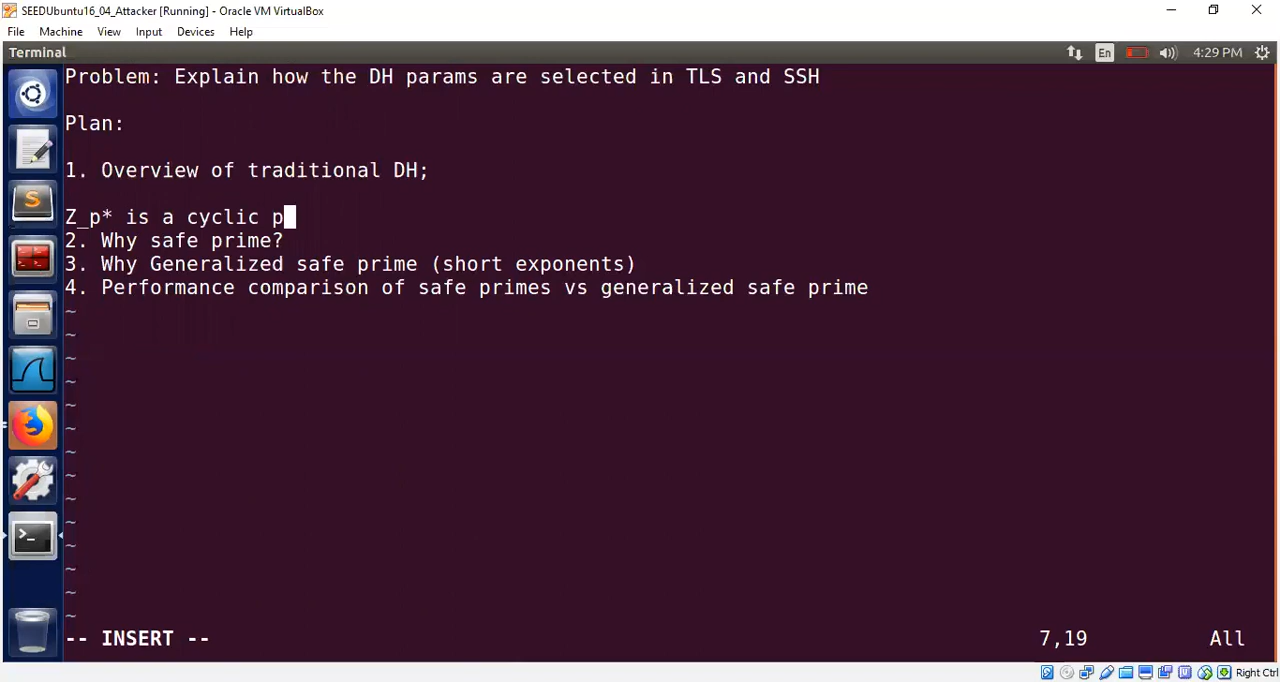 SEEDUbuntu16_04_Attacker [Running] - Oracle VM VirtualBox
File Machine View Input Devices Help
Terminal En 4:29 PM
Problem: Explain how the DH params are selected in TLS and SSH
Plan:
1. Overview of traditional DH;
Z_p* is a cyclic p
2. Why safe prime?
3. Why Generalized safe prime (short exponents)
4. Performance comparison of safe primes vs generalized safe prime
~
~
~
~
~
~
~
~
~
~
~
~
~
~
-- INSERT -- 7,19 All
Right Ctrl